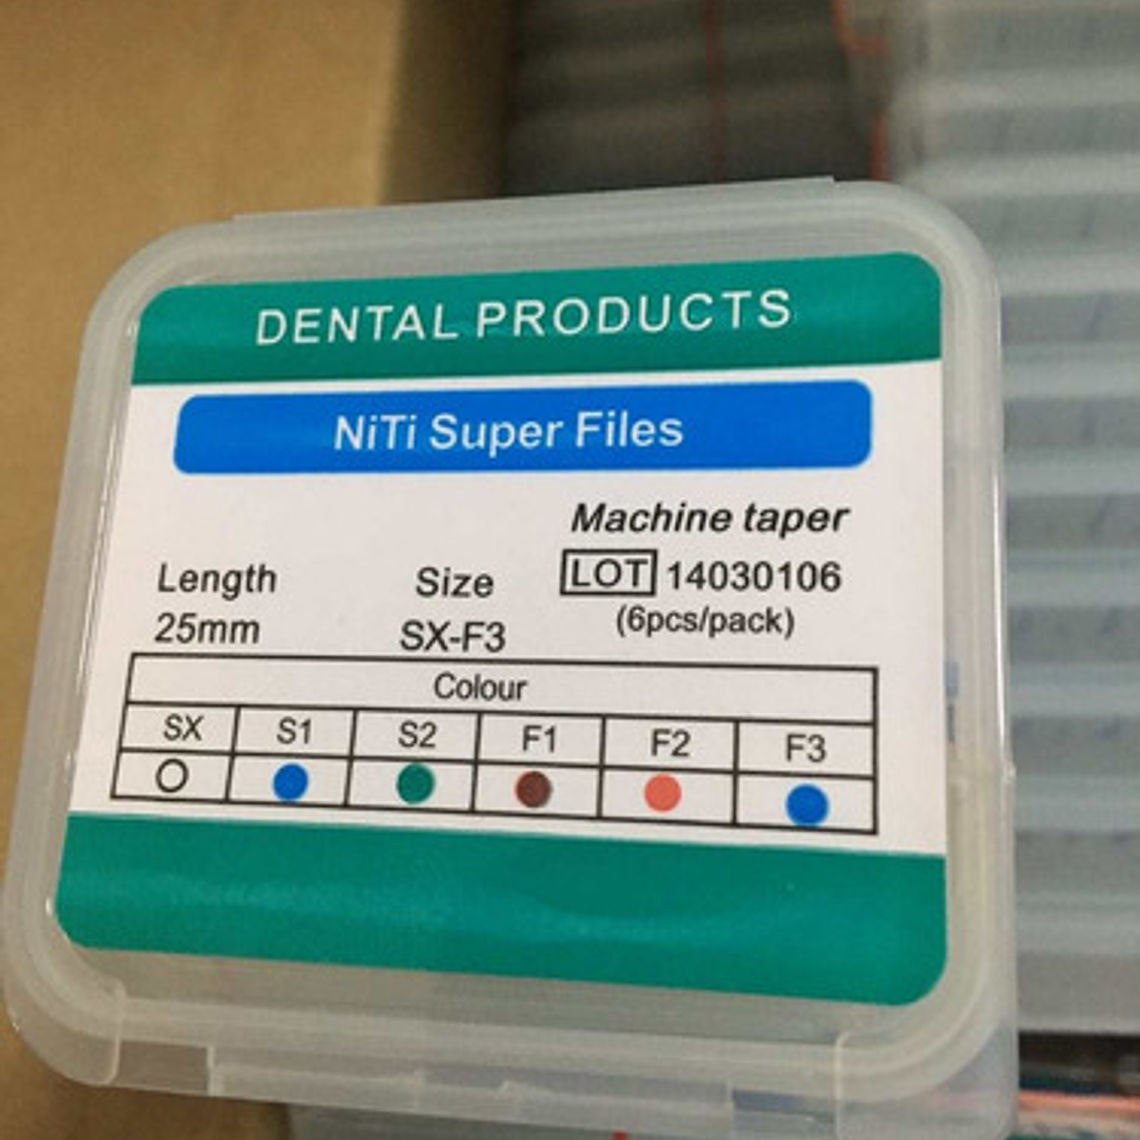 DENTAL PRODUCTS
NiTi Super Files
Machine taper
LOT 14030106
(6pcs/pack)
Length
25mm
Size
SX-F3
Colour
SX S1 S2 F1 F2 F3